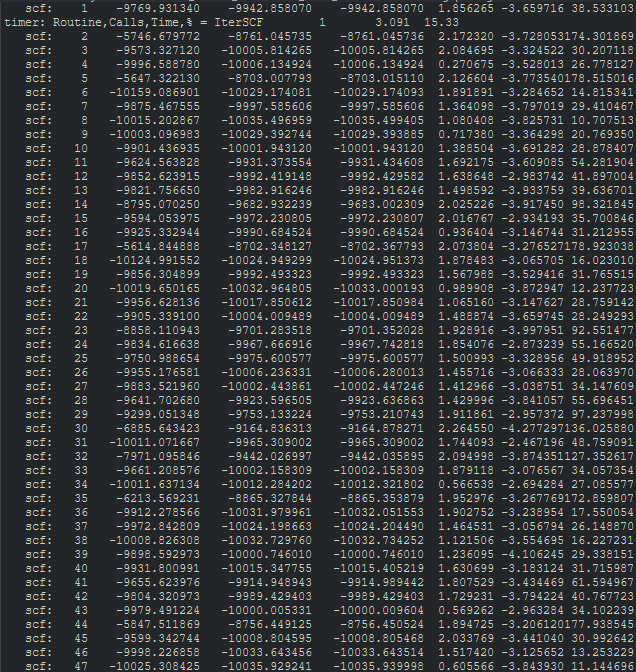 scf: 1 -9769.931340 -9942.858070 -9942.858070 1.856265 -3.659716 38.533103
timer: Routine,Calls,Time,% = IterSCF 1 3.091 15.33
scf: 2 -5746.679772 -8761.045735 -8761.045736 2.172320 -3.728053174.301869
scf: 3 -9573.327120 -10005.814265 -10005.814265 2.084695 -3.324522 30.207118
scf: 4 -9996.588780 -10006.134924 -10006.134924 0.270675 -3.528013 26.778127
scf: 5 -5647.322130 -8703.007793 -8703.015110 2.126604 -3.773540178.515016
scf: 6 -10159.086901 -10029.174081 -10029.174093 1.891891 -3.284652 14.815341
scf: 7 -9875.467555 -9997.585606 -9997.585606 1.364098 -3.797019 29.410467
scf: 8 -10015.202867 -10035.496959 -10035.499405 1.080408 -3.825731 10.707513
scf: 9 -10003.096983 -10029.392744 -10029.393885 0.717380 -3.364298 20.769350
scf: 10 -9901.436935 -10001.943120 -10001.943120 1.388504 -3.691282 28.878407
scf: 11 -9624.563828 -9931.373554 -9931.434608 1.692175 -3.609085 54.281904
scf: 12 -9852.623915 -9992.419148 -9992.429582 1.638648 -2.983742 41.897004
scf: 13 -9821.756650 -9982.916246 -9982.916246 1.498592 -3.933759 39.636701
scf: 14 -8795.070250 -9682.932239 -9683.002309 2.025226 -3.917450 98.321845
scf: 15 -9594.053975 -9972.230805 -9972.230807 2.016767 -2.934193 35.700846
scf: 16 -9925.332944 -9990.684524 -9990.684524 0.936404 -3.146744 31.212955
scf: 17 -5614.844888 -8702.348127 -8702.367793 2.073804 -3.276527178.923038
scf: 18 -10124.991552 -10024.949299 -10024.951373 1.878483 -3.065705 16.023010
scf: 19 -9856.304899 -9992.493323 -9992.493330 1.567988 -3.529416 31.765515
scf: 20 -10019.650165 -10032.964805 -10033.000193 0.989908 -3.872947 12.237723
scf: 21 -9956.628136 -10017.850612 -10017.850984 1.065160 -3.147627 28.759142
scf: 22 -9905.339100 -10004.009489 -10004.009489 1.488874 -3.659745 28.249293
scf: 23 -8858.110943 -9701.283518 -9701.352028 1.928916 -3.997951 92.551477
scf: 24 -9834.616638 -9967.666916 -9967.742818 1.854076 -2.873239 55.166520
scf: 25 -9750.988654 -9975.600577 -9975.600577 1.500993 -3.328956 49.918952
scf: 26 -9955.176581 -10006.236331 -10006.280013 1.455716 -3.066333 28.063970
scf: 27 -9883.521960 -10002.443861 -10002.447246 1.412966 -3.038751 34.147609
scf: 28 -9641.702680 -9923.596505 -9923.636863 1.429996 -3.841057 55.696451
scf: 29 -9299.051348 -9753.133224 -9753.210743 1.911861 -2.957372 97.237998
scf: 30 -6885.643423 -9164.836313 -9164.878271 2.264550 -4.277297136.025880
scf: 31 -10011.071667 -9965.309002 -9965.309002 1.744093 -2.467196 48.759091
scf: 32 -7971.095846 -9442.026997 -9442.035895 2.094998 -3.874351127.352617
scf: 33 -9661.208576 -10002.158309 -10002.158309 1.879118 -3.076567 34.057354
scf: 34 -10011.637134 -10012.284202 -10012.321802 0.566538 -2.694284 27.085577
scf: 35 -6213.569231 -8865.327844 -8865.353879 1.952976 -3.267769172.859807
scf: 36 -9912.278566 -10031.979961 -10032.051553 1.902752 -3.238954 17.550054
scf: 37 -9972.842809 -10024.198663 -10024.204490 1.464531 -3.056794 26.148870
scf: 38 -10008.826308 -10032.729760 -10032.734252 1.121506 -3.554695 16.227231
scf: 39 -9898.592973 -10000.746010 -10000.746010 1.236095 -4.106245 29.338151
scf: 40 -9931.800991 -10015.347755 -10015.405219 1.630699 -3.183124 31.715987
scf: 41 -9655.623976 -9914.948943 -9914.989442 1.807529 -3.434469 61.594967
scf: 42 -9804.320973 -9989.429403 -9989.429403 1.729231 -3.794224 40.767723
scf: 43 -9979.491224 -10000.005331 -10000.009604 0.569262 -2.963284 34.102239
scf: 44 -5847.511869 -8756.449125 -8756.450524 1.894725 -3.206120177.938545
scf: 45 -9599.342744 -10008.804595 -10008.805468 2.033769 -3.441040 30.992642
scf: 46 -9998.226858 -10033.643456 -10033.643514 1.517420 -3.125652 13.253229
scf: 47 -10025.308425 -10035.929241 -10035.939998 0.605556 -3.843930 11.144469